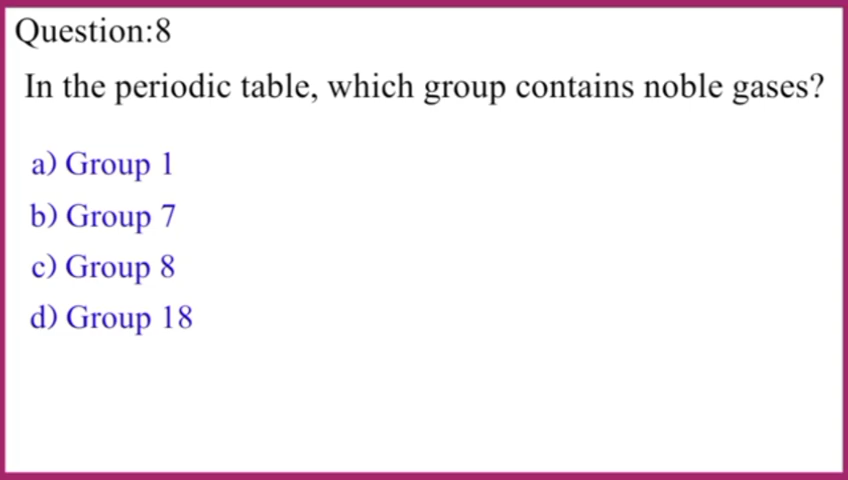 Question:8
In the periodic table, which group contains noble gases?
a) Group 1
b) Group 7
c) Group 8
d) Group 18